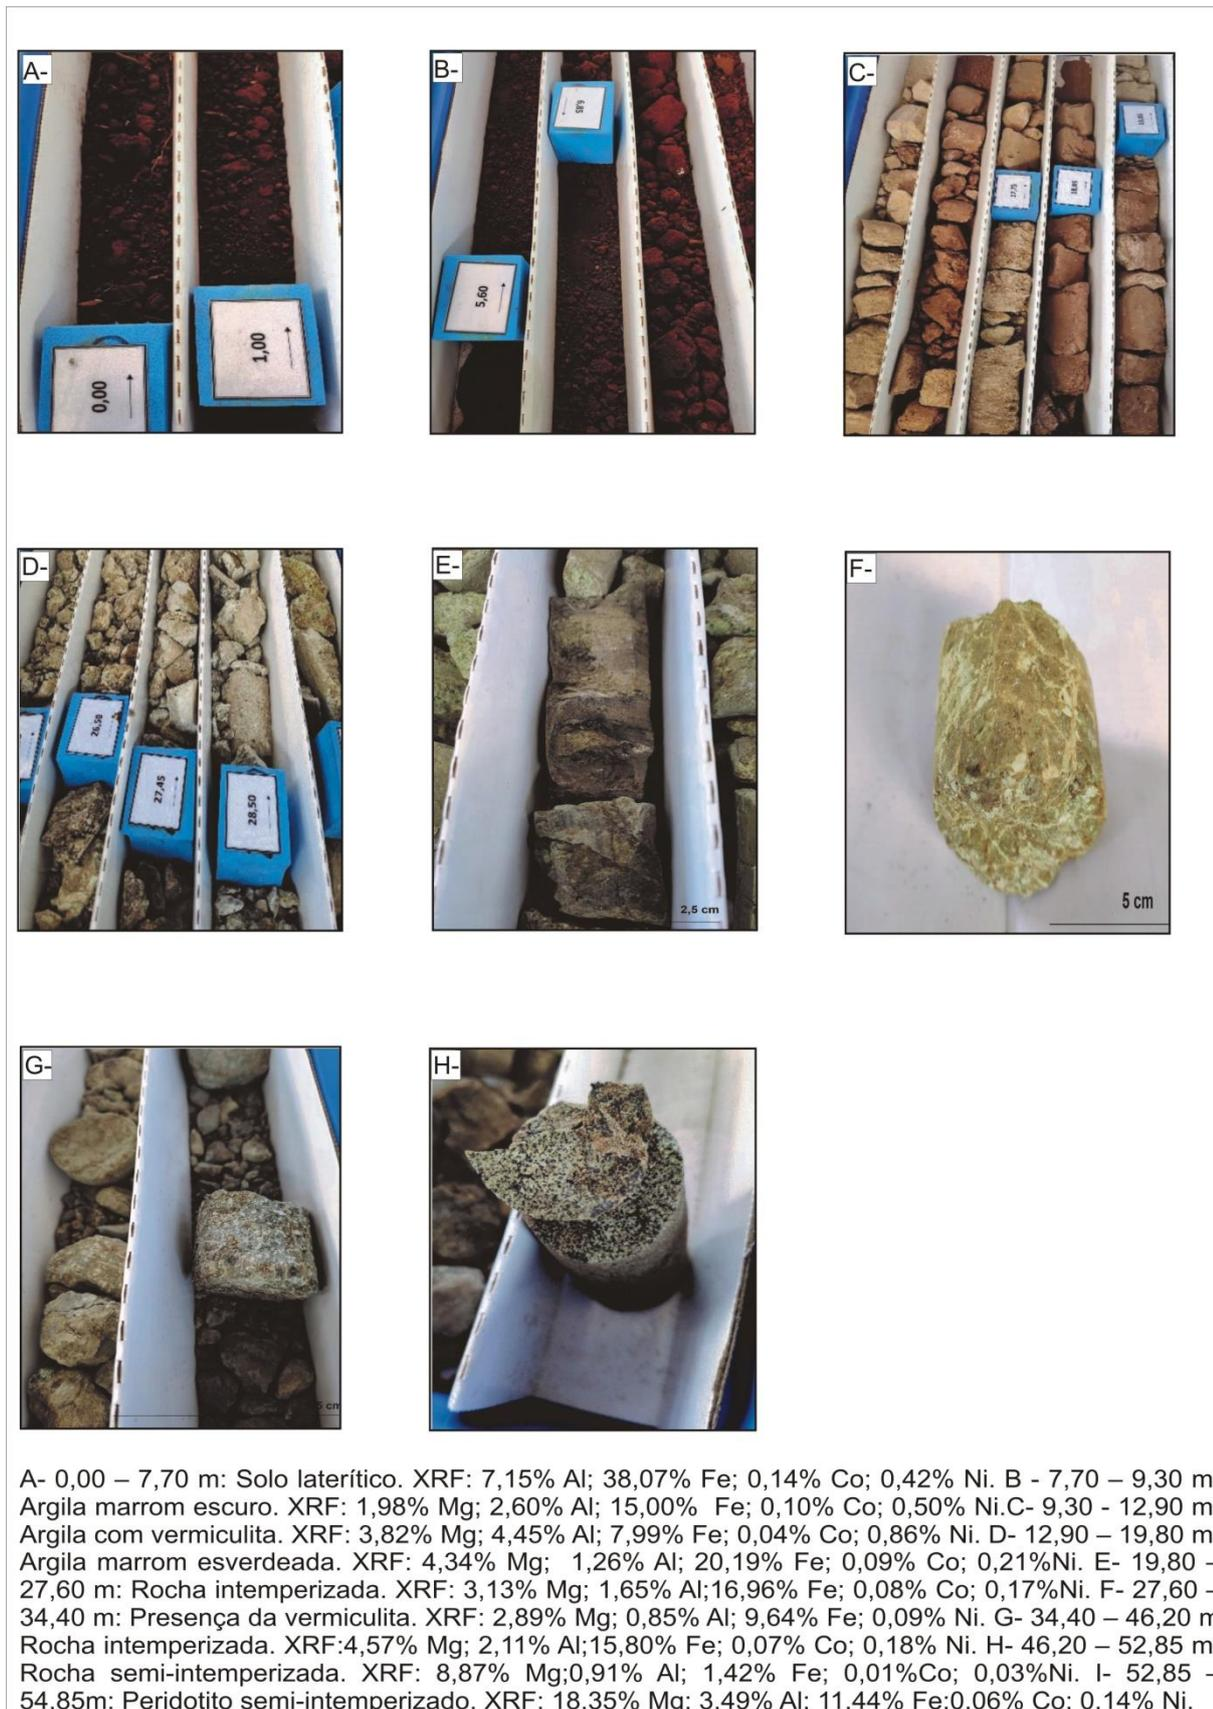 A-
0,00
1,00
B-
5,60
6,85
C-
17,75
18,85
D-
26,50
27,45
28,50
E-
2,5 cm
F-
5 cm
G-
5 cm
H-
A- 0,00 – 7,70 m: Solo laterítico. XRF: 7,15% Al; 38,07% Fe; 0,14% Co; 0,42% Ni. B - 7,70 – 9,30 m
Argila marrom escuro. XRF: 1,98% Mg; 2,60% Al; 15,00% Fe; 0,10% Co; 0,50% Ni.C- 9,30 - 12,90 m
Argila com vermiculita. XRF: 3,82% Mg; 4,45% Al; 7,99% Fe; 0,04% Co; 0,86% Ni. D- 12,90 – 19,80 m
Argila marrom esverdeada. XRF: 4,34% Mg; 1,26% Al; 20,19% Fe; 0,09% Co; 0,21%Ni. E- 19,80 -
27,60 m: Rocha intemperizada. XRF: 3,13% Mg; 1,65% Al;16,96% Fe; 0,08% Co; 0,17%Ni. F- 27,60 -
34,40 m: Presença da vermiculita. XRF: 2,89% Mg; 0,85% Al; 9,64% Fe; 0,09% Ni. G- 34,40 – 46,20 m
Rocha intemperizada. XRF:4,57% Mg; 2,11% Al;15,80% Fe; 0,07% Co; 0,18% Ni. H- 46,20 – 52,85 m
Rocha semi-intemperizada. XRF: 8,87% Mg;0,91% Al; 1,42% Fe; 0,01%Co; 0,03%Ni. I- 52,85 -
54,85m: Peridotito semi-intemperizado. XRF: 18,35% Mg; 3,49% Al; 11,44% Fe;0,06% Co; 0,14% Ni.